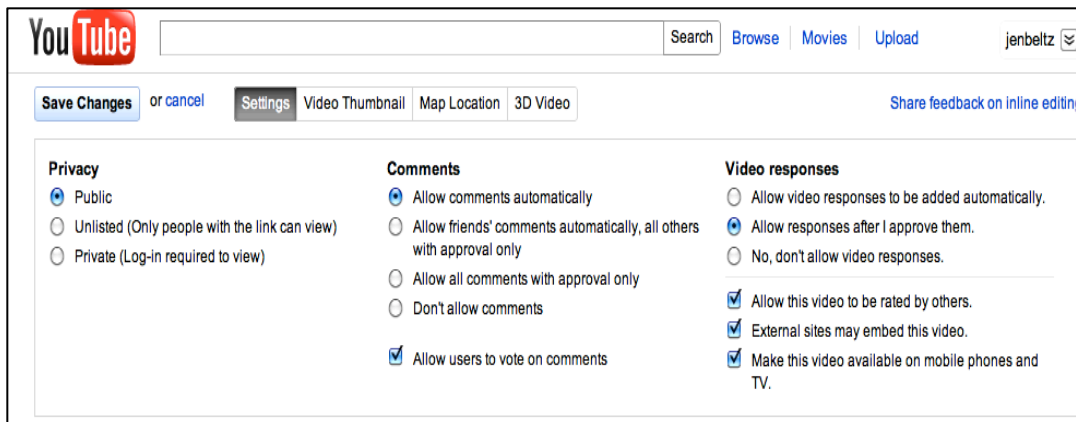 YouTube Search Browse Movies Upload jenbeltz
Save Changes or cancel Settings Video Thumbnail Map Location 3D Video Share feedback on inline editing
Privacy
Public
Unlisted (Only people with the link can view)
Private (Log-in required to view)
Comments
Allow comments automatically
Allow friends' comments automatically, all others
with approval only
Allow all comments with approval only
Don't allow comments
Allow users to vote on comments
Video responses
Allow video responses to be added automatically.
Allow responses after I approve them.
No, don't allow video responses.
Allow this video to be rated by others.
External sites may embed this video.
Make this video available on mobile phones and
TV.